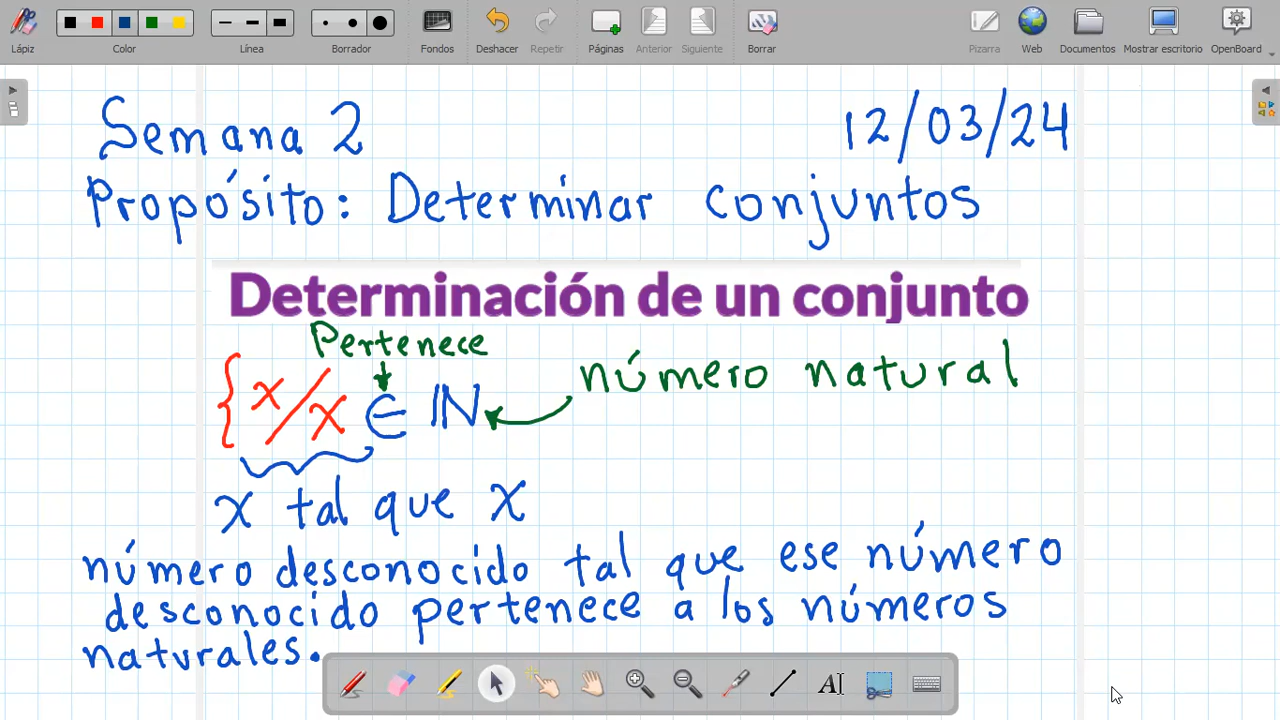 Lápiz Color Línea Borrador Fondos Deshacer Repetir Páginas Anterior Siguiente Borrar Pizarra Web Documentos Mostrar escritorio OpenBoard
Semana 2 12/03/24
Propósito: Determinar conjuntos
Determinación de un conjunto
Pertenece
número natural
{x/x ∈ ℕ
x tal que x
número desconocido tal que ese número
desconocido pertenece a los números
naturales.
AI